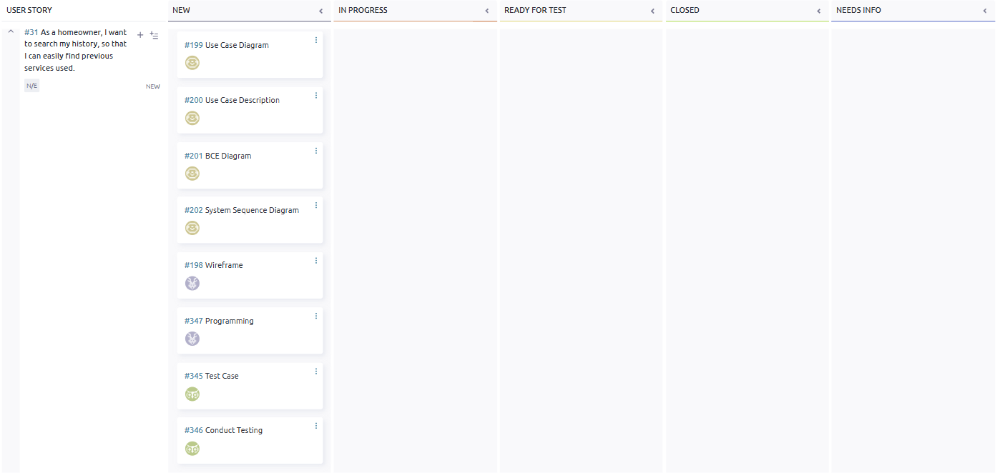 USER STORY
NEW
IN PROGRESS
READY FOR TEST
CLOSED
NEEDS INFO
#31 As a homeowner, I want
to search my history, so that
I can easily find previous
services used.
N/E
NEW
#199 Use Case Diagram
#200 Use Case Description
#201 BCE Diagram
#202 System Sequence Diagram
#198 Wireframe
#347 Programming
#345 Test Case
#346 Conduct Testing